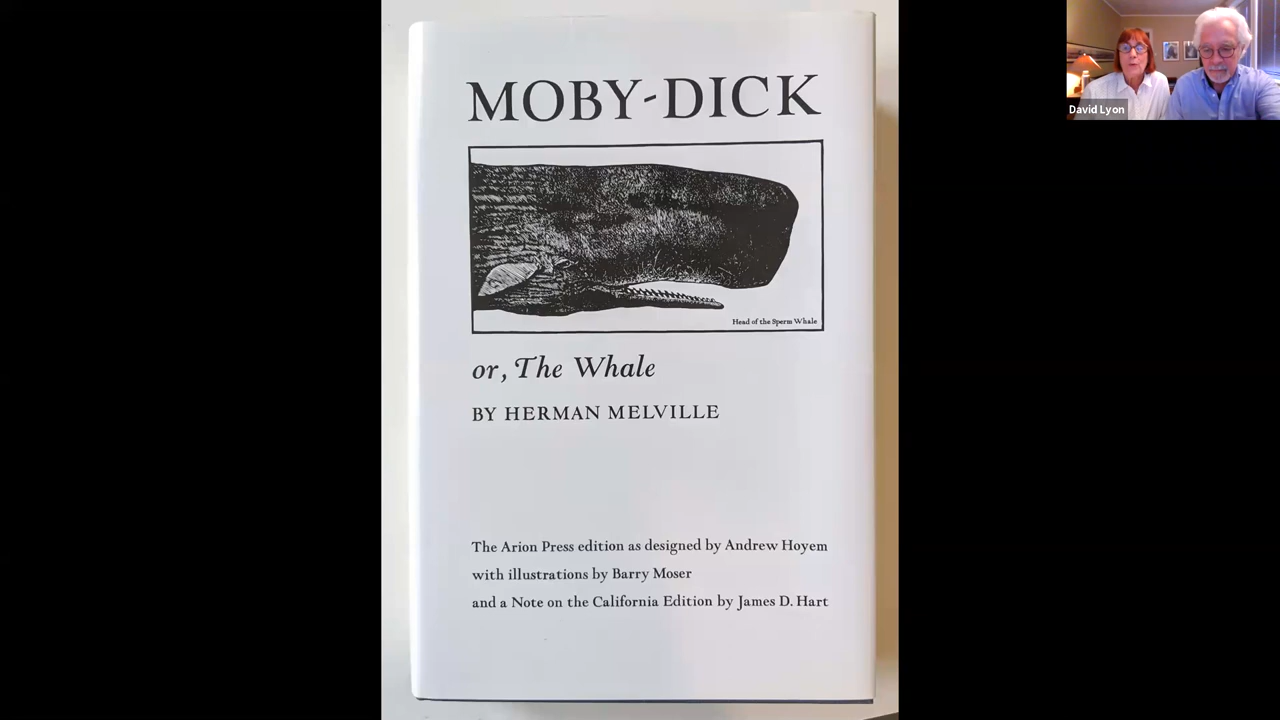 MOBY-DICK
Head of the Sperm Whale
or, The Whale
BY HERMAN MELVILLE
The Arion Press edition as designed by Andrew Hoyem
with illustrations by Barry Moser
and a Note on the California Edition by James D. Hart
David Lyon